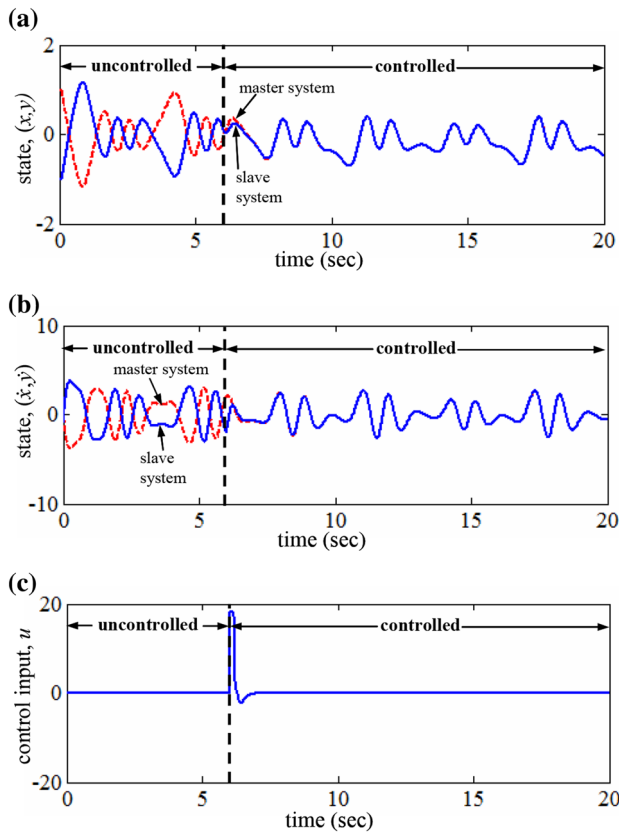 (a)
uncontrolled
controlled
2
0
-2
state, (x,y)
master system
slave
system
0
5
10
15
20
time (sec)
(b)
uncontrolled
controlled
10
0
-10
state, (ẋ,ẏ)
master system
slave
system
0
5
10
15
20
time (sec)
(c)
uncontrolled
controlled
20
0
-20
control input, u
0
5
10
15
20
time (sec)